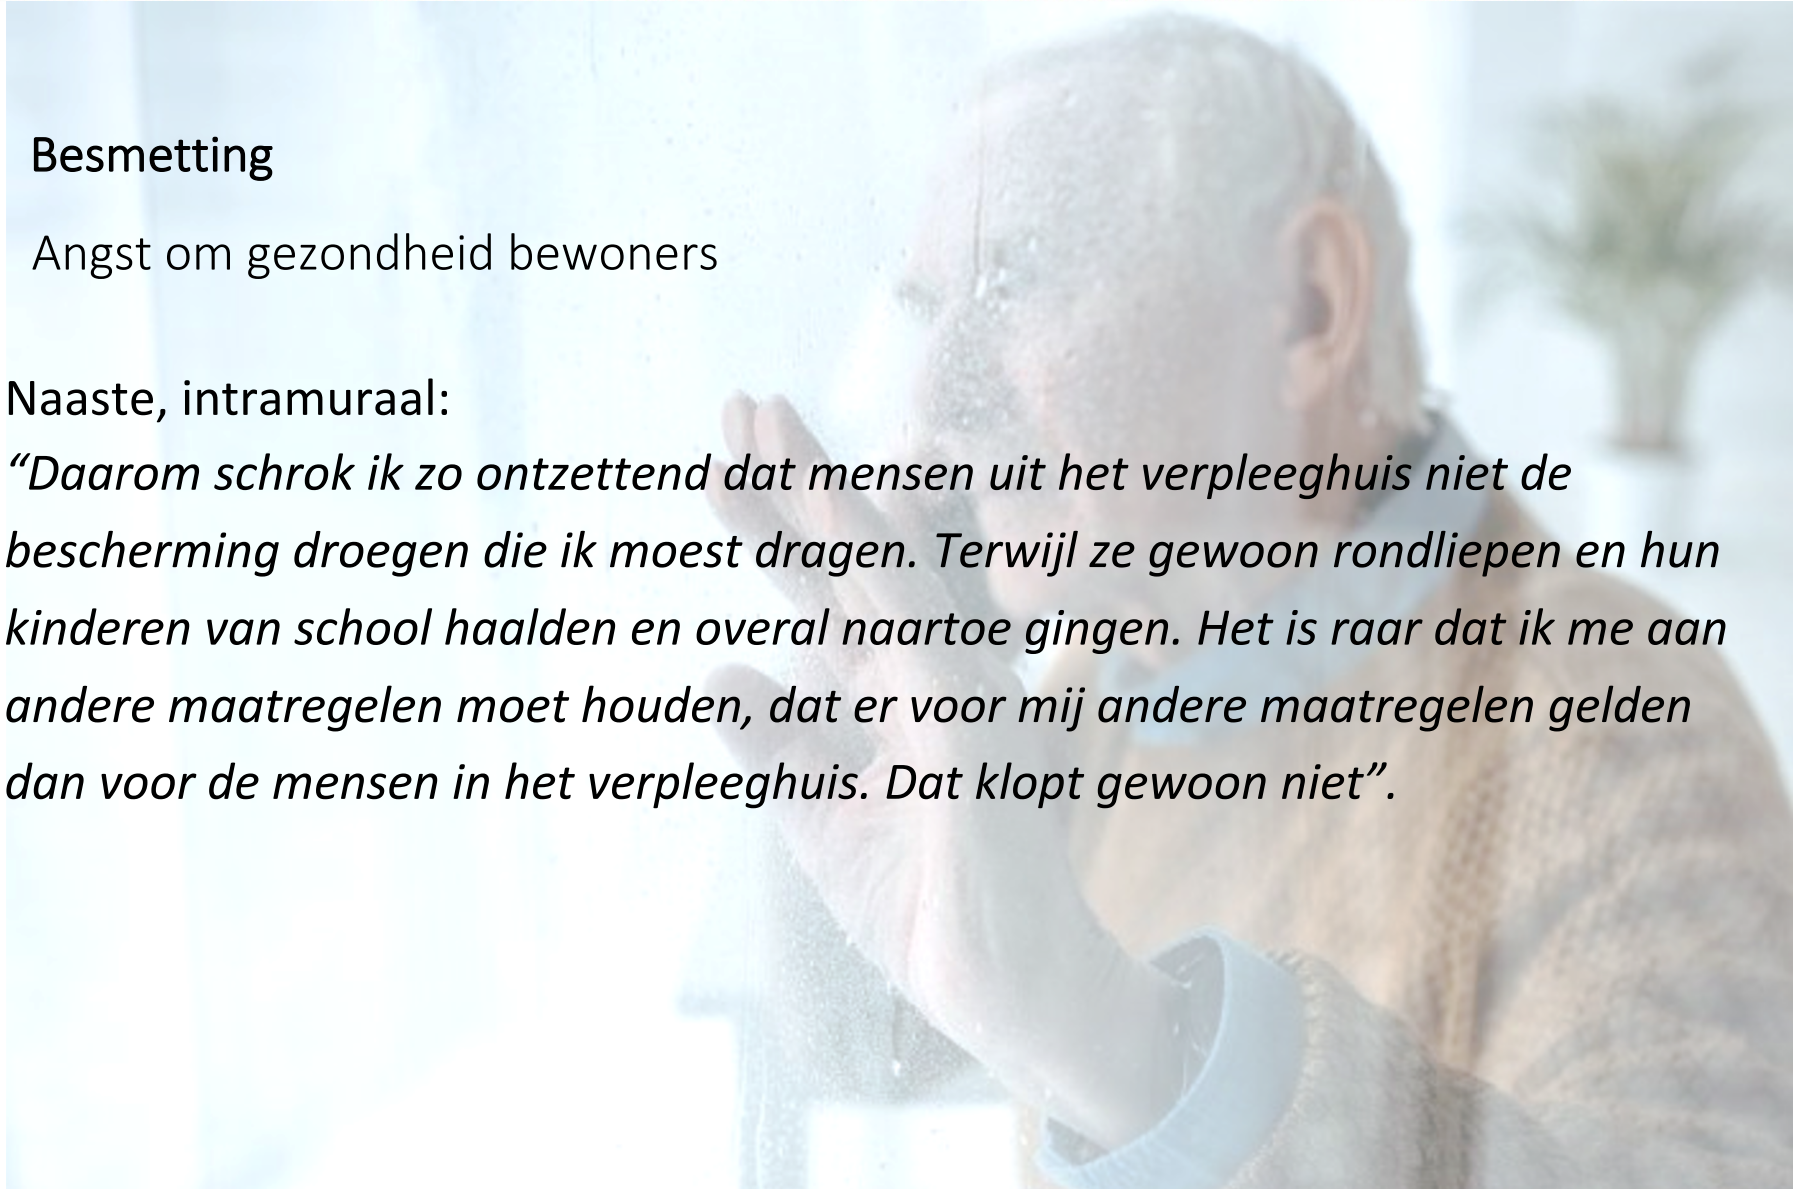 Besmetting
Angst om gezondheid bewoners
Naaste, intramuraal:
“Daarom schrok ik zo ontzettend dat mensen uit het verpleeghuis niet de
bescherming droegen die ik moest dragen. Terwijl ze gewoon rondliepen en hun
kinderen van school haalden en overal naartoe gingen. Het is raar dat ik me aan
andere maatregelen moet houden, dat er voor mij andere maatregelen gelden
dan voor de mensen in het verpleeghuis. Dat klopt gewoon niet”.